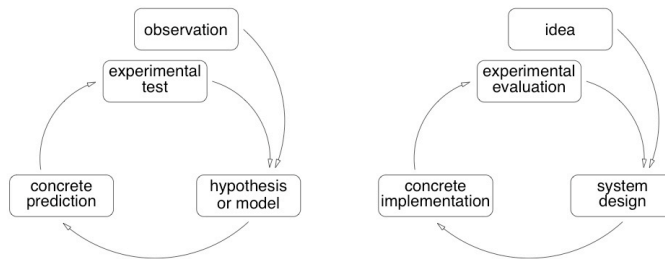 observation
experimental
test
concrete
prediction
hypothesis
or model
idea
experimental
evaluation
concrete
implementation
system
design